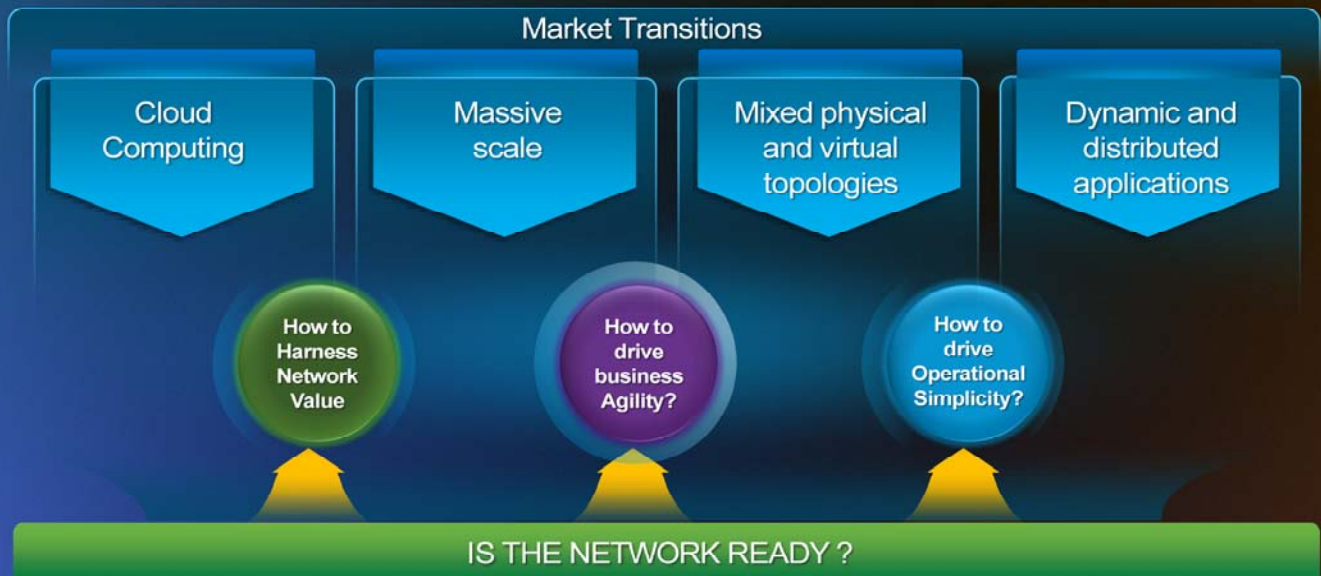 Market Transitions
Cloud
Computing
Massive
scale
Mixed physical
and virtual
topologies
Dynamic and
distributed
applications
How to
Harness
Network
Value
How to
drive
business
Agility?
How to
drive
Operational
Simplicity?
IS THE NETWORK READY ?